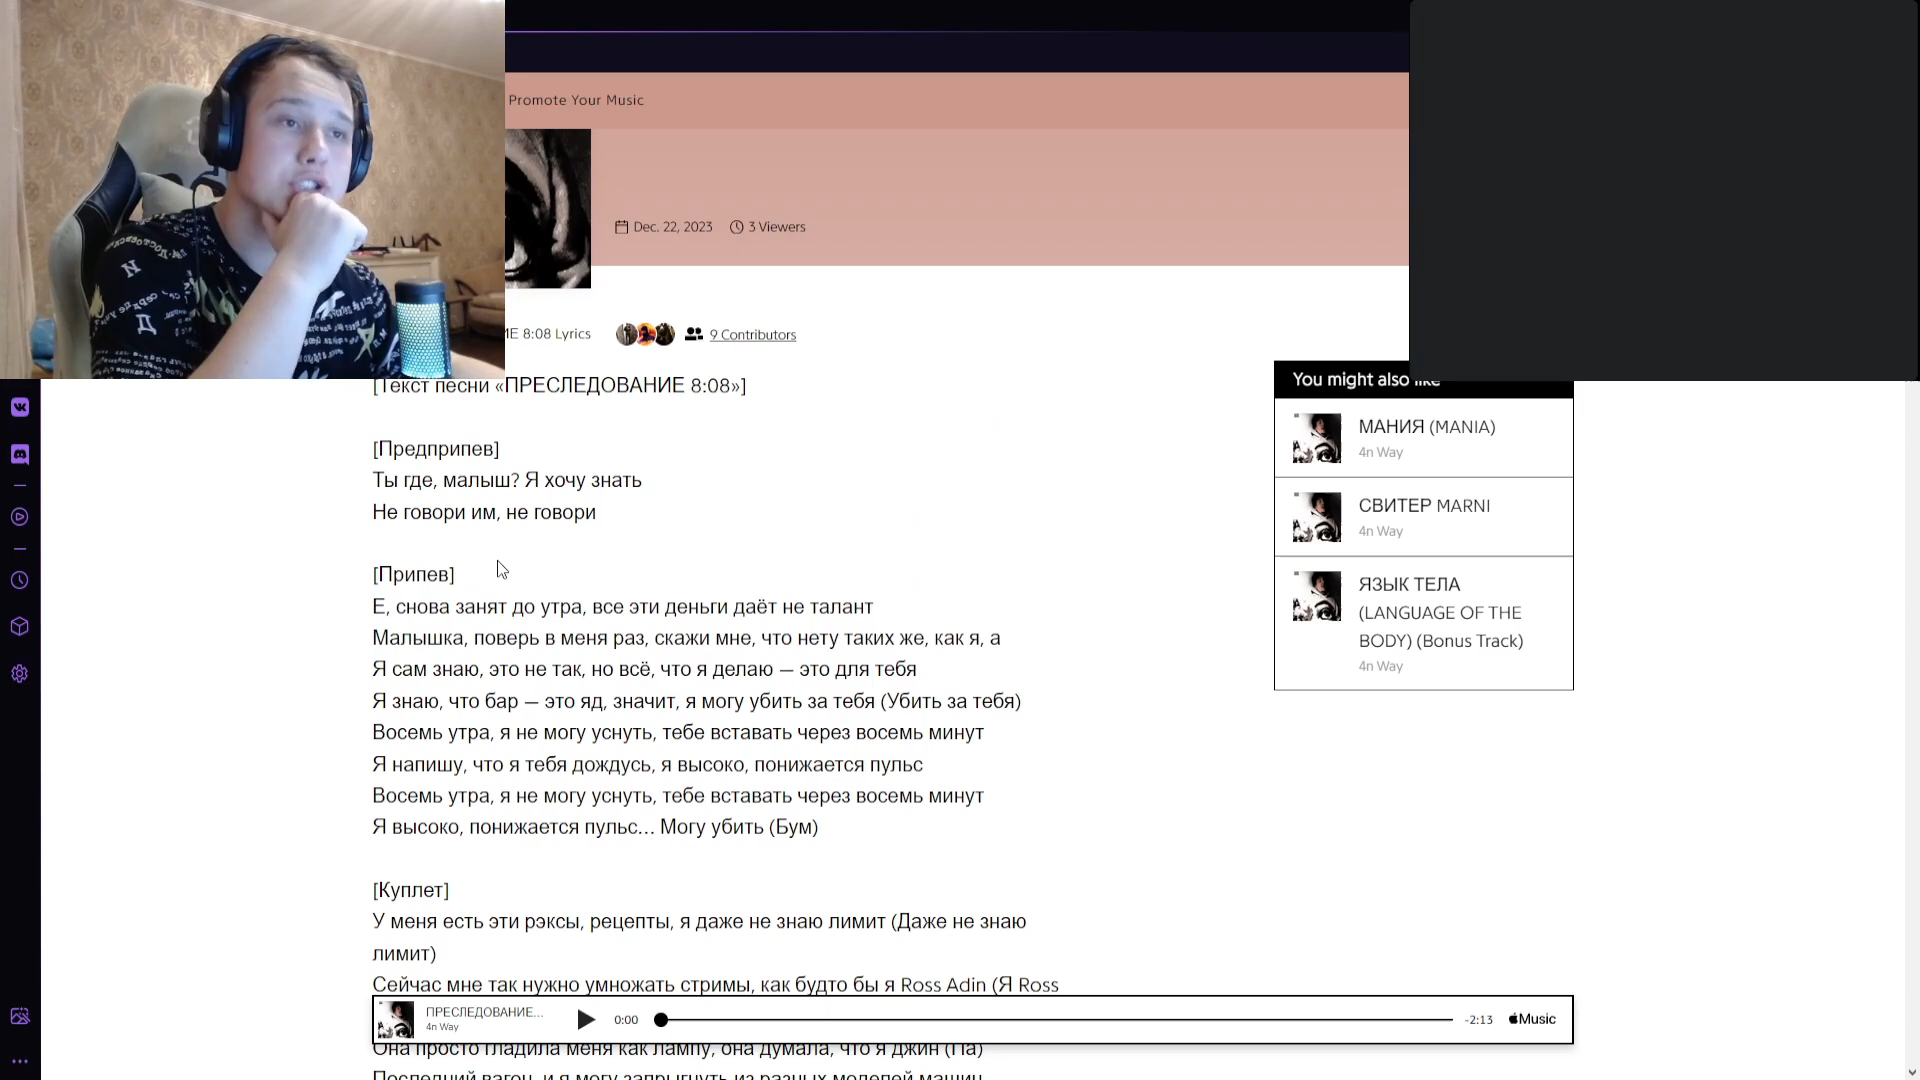 Promote Your Music
Dec. 22, 2023
3 Viewers
ИЕ 8:08 Lyrics
9 Contributors
[Текст песни «ПРЕСЛЕДОВАНИЕ 8:08»]
[Предприпев]
Ты где, малыш? Я хочу знать
Не говори им, не говори
[Припев]
Е, снова занят до утра, все эти деньги даёт не талант
Малышка, поверь в меня раз, скажи мне, что нету таких же, как я, а
Я сам знаю, это не так, но всё, что я делаю — это для тебя
Я знаю, что бар — это яд, значит, я могу убить за тебя (Убить за тебя)
Восемь утра, я не могу уснуть, тебе вставать через восемь минут
Я напишу, что я тебя дождусь, я высоко, понижается пульс
Восемь утра, я не могу уснуть, тебе вставать через восемь минут
Я высоко, понижается пульс… Могу убить (Бум)
[Куплет]
У меня есть эти рэксы, рецепты, я даже не знаю лимит (Даже не знаю
лимит)
Сейчас мне так нужно умножать стримы, как будто бы я Ross Adin (Я Ross
Она просто гладила меня как лампу, она думала, что я джин (Па)
Последний вагон, и я могу запрыгнуть из разных моделей машин
You might also like
МАНИЯ (MANIA)
4n Way
СВИТЕР MARNI
4n Way
ЯЗЫК ТЕЛА
(LANGUAGE OF THE
BODY) (Bonus Track)
4n Way
ПРЕСЛЕДОВАНИЕ...
4n Way
0:00
-2:13
Music